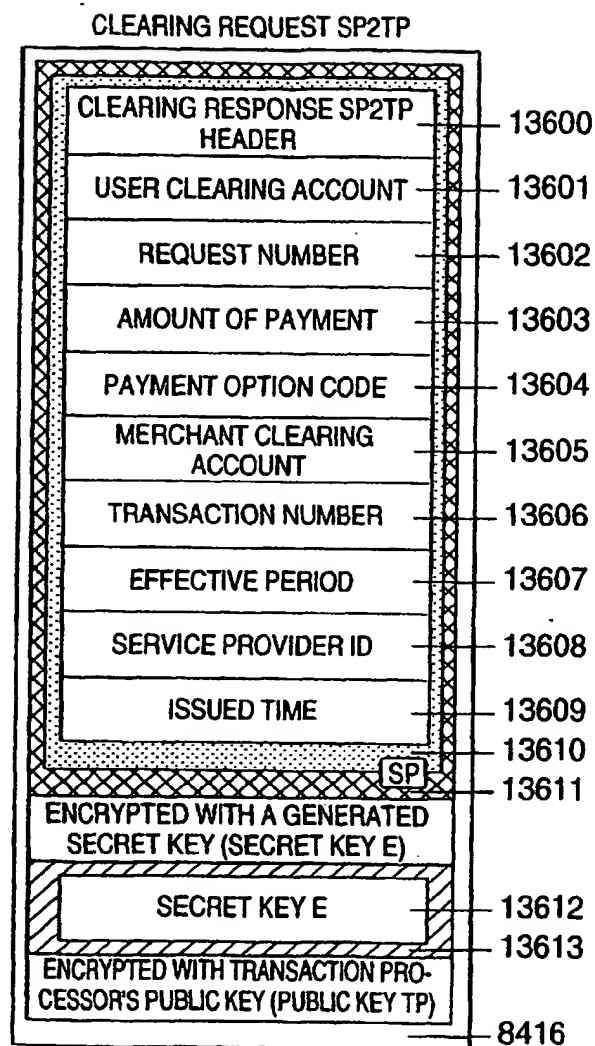 CLEARING REQUEST SP2TP
CLEARING RESPONSE SP2TP
HEADER
13600
USER CLEARING ACCOUNT
13601
REQUEST NUMBER
13602
AMOUNT OF PAYMENT
13603
PAYMENT OPTION CODE
13604
MERCHANT CLEARING
ACCOUNT
13605
TRANSACTION NUMBER
13606
EFFECTIVE PERIOD
13607
SERVICE PROVIDER ID
13608
ISSUED TIME
13609
13610
SP
13611
ENCRYPTED WITH A GENERATED
SECRET KEY (SECRET KEY E)
SECRET KEY E
13612
13613
ENCRYPTED WITH TRANSACTION PRO-
CESSOR'S PUBLIC KEY (PUBLIC KEY TP)
8416